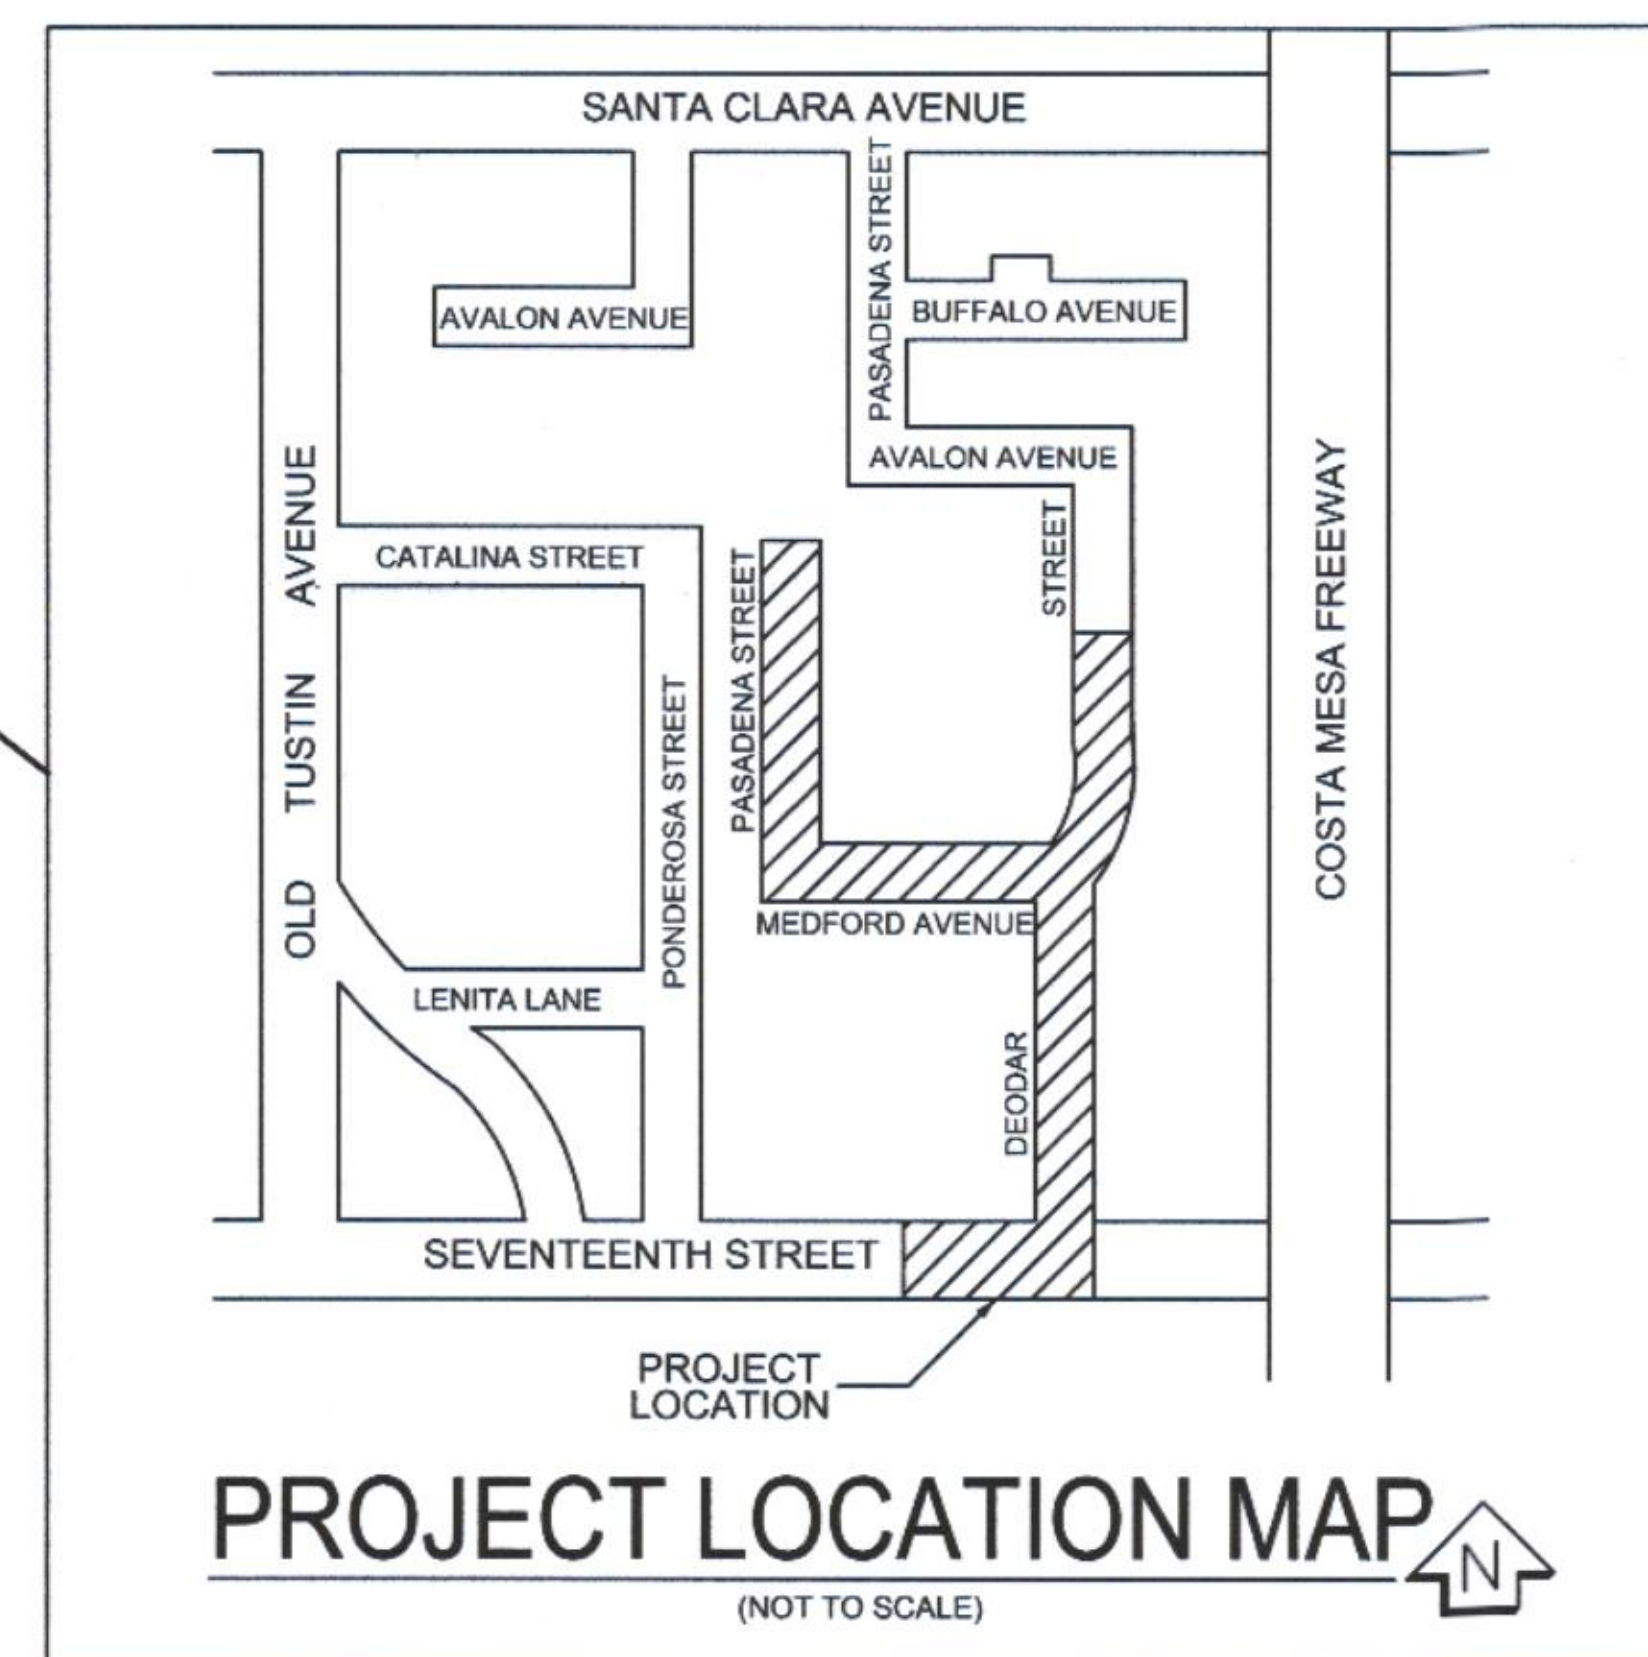 SANTA CLARA AVENUE
PASADENA STREET
AVALON AVENUE
BUFFALO AVENUE
AVALON AVENUE
OLD TUSTIN AVENUE
CATALINA STREET
PASADENA STREET
STREET
COSTA MESA FREEWAY
PONDEROSA STREET
MEDFORD AVENUE
LENITA LANE
DEODAR
SEVENTEENTH STREET
PROJECT
LOCATION
PROJECT LOCATION MAP
N
(NOT TO SCALE)